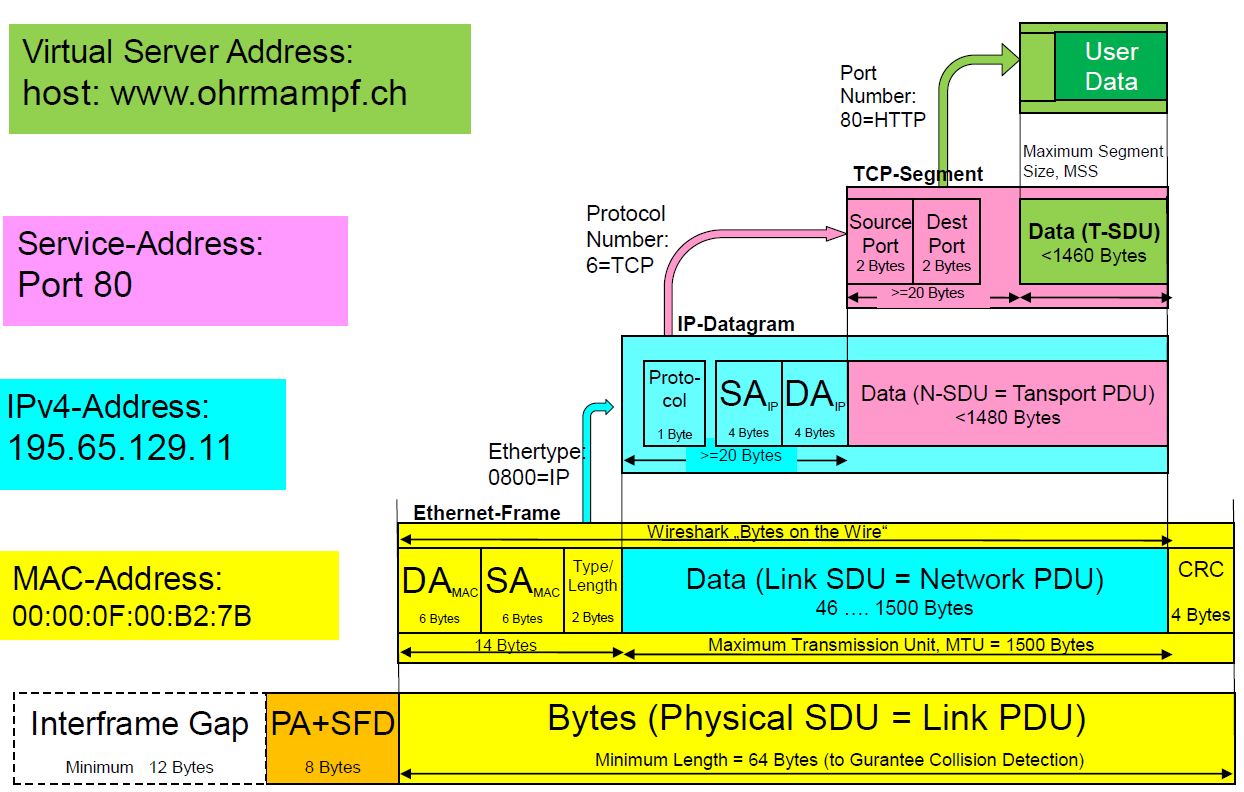 Virtual Server Address:
host: www.ohrmampf.ch
Port
Number:
80=HTTP
User
Data
Maximum Segment
Size, MSS
TCP-Segment
Service-Address:
Port 80
Protocol
Number:
6=TCP
Source
Port
2 Bytes
Dest
Port
2 Bytes
Data (T-SDU)
<1460 Bytes
>=20 Bytes
IP-Datagram
IPv4-Address:
195.65.129.11
Proto-
col
1 Byte
SAIP
4 Bytes
DAIP
4 Bytes
Data (N-SDU = Tansport PDU)
<1480 Bytes
>=20 Bytes
Ethertype:
0800=IP
Ethernet-Frame
Wireshark „Bytes on the Wire“
MAC-Address:
00:00:0F:00:B2:7B
DAMAC
6 Bytes
SAMAC
6 Bytes
Type/
Length
2 Bytes
Data (Link SDU = Network PDU)
46 .... 1500 Bytes
CRC
4 Bytes
14 Bytes
Maximum Transmission Unit, MTU = 1500 Bytes
Interframe Gap
Minimum 12 Bytes
PA+SFD
8 Bytes
Bytes (Physical SDU = Link PDU)
Minimum Length = 64 Bytes (to Gurantee Collision Detection)